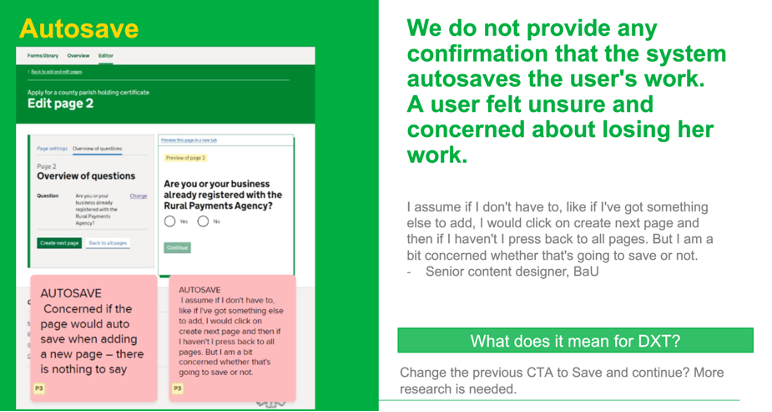 Autosave
Forms library Overview Editor
Back to add and edit pages
Apply for a county parish holding certificate
Edit page 2
Page settings Overview of questions
Page 2
Overview of questions
Question
Are you or your
business already
registered with the
Rural Payments
Agency?
Change
Create next page Back to all pages
Preview this page in a new tab
Preview of page 2
Are you or your business
already registered with the
Rural Payments Agency?
Yes No
Continue
AUTOSAVE
Concerned if the
page would auto
save when adding
a new page – there
is nothing to say
P3
AUTOSAVE
I assume if I don't have to,
like if I've got something else
to add, I would click on
create next page and then if
I haven't I press back to all
pages. But I am a bit
concerned whether that's
going to save or not.
P3
We do not provide any
confirmation that the system
autosaves the user's work.
A user felt unsure and
concerned about losing her
work.
I assume if I don't have to, like if I've got something
else to add, I would click on create next page and
then if I haven't I press back to all pages. But I am a
bit concerned whether that's going to save or not.
- Senior content designer, BaU
What does it mean for DXT?
Change the previous CTA to Save and continue? More
research is needed.